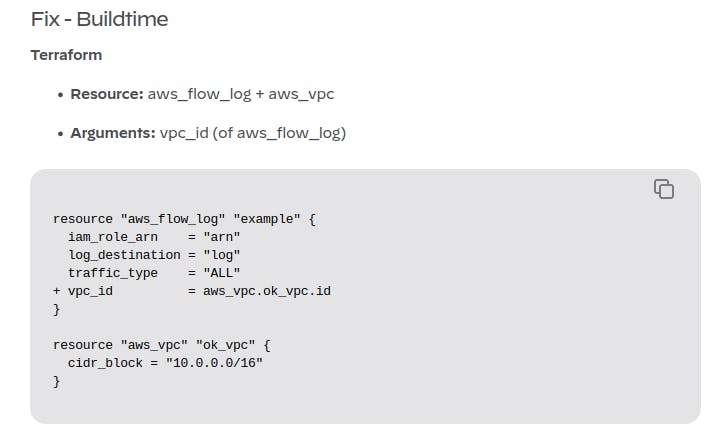 Fix - Buildtime
Terraform
• Resource: aws_flow_log + aws_vpc
• Arguments: vpc_id (of aws_flow_log)
resource "aws_flow_log" "example" {
  iam_role_arn    = "arn"
  log_destination = "log"
  traffic_type    = "ALL"
+ vpc_id          = aws_vpc.ok_vpc.id
}
resource "aws_vpc" "ok_vpc" {
  cidr_block = "10.0.0.0/16"
}